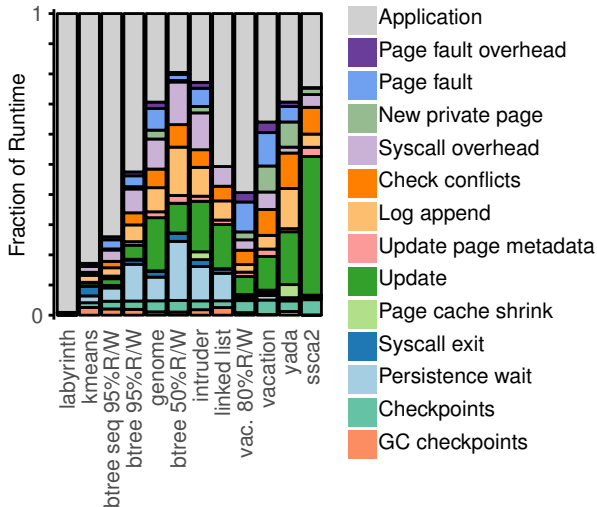 1
Fraction of Runtime
0
labyrinth
kmeans
btree seq 95%R/W
btree 95%R/W
genome
btree 50%R/W
intruder
linked list
vac. 80%R/W
vacation
yada
ssca2
Application
Page fault overhead
Page fault
New private page
Syscall overhead
Check conflicts
Log append
Update page metadata
Update
Page cache shrink
Syscall exit
Persistence wait
Checkpoints
GC checkpoints